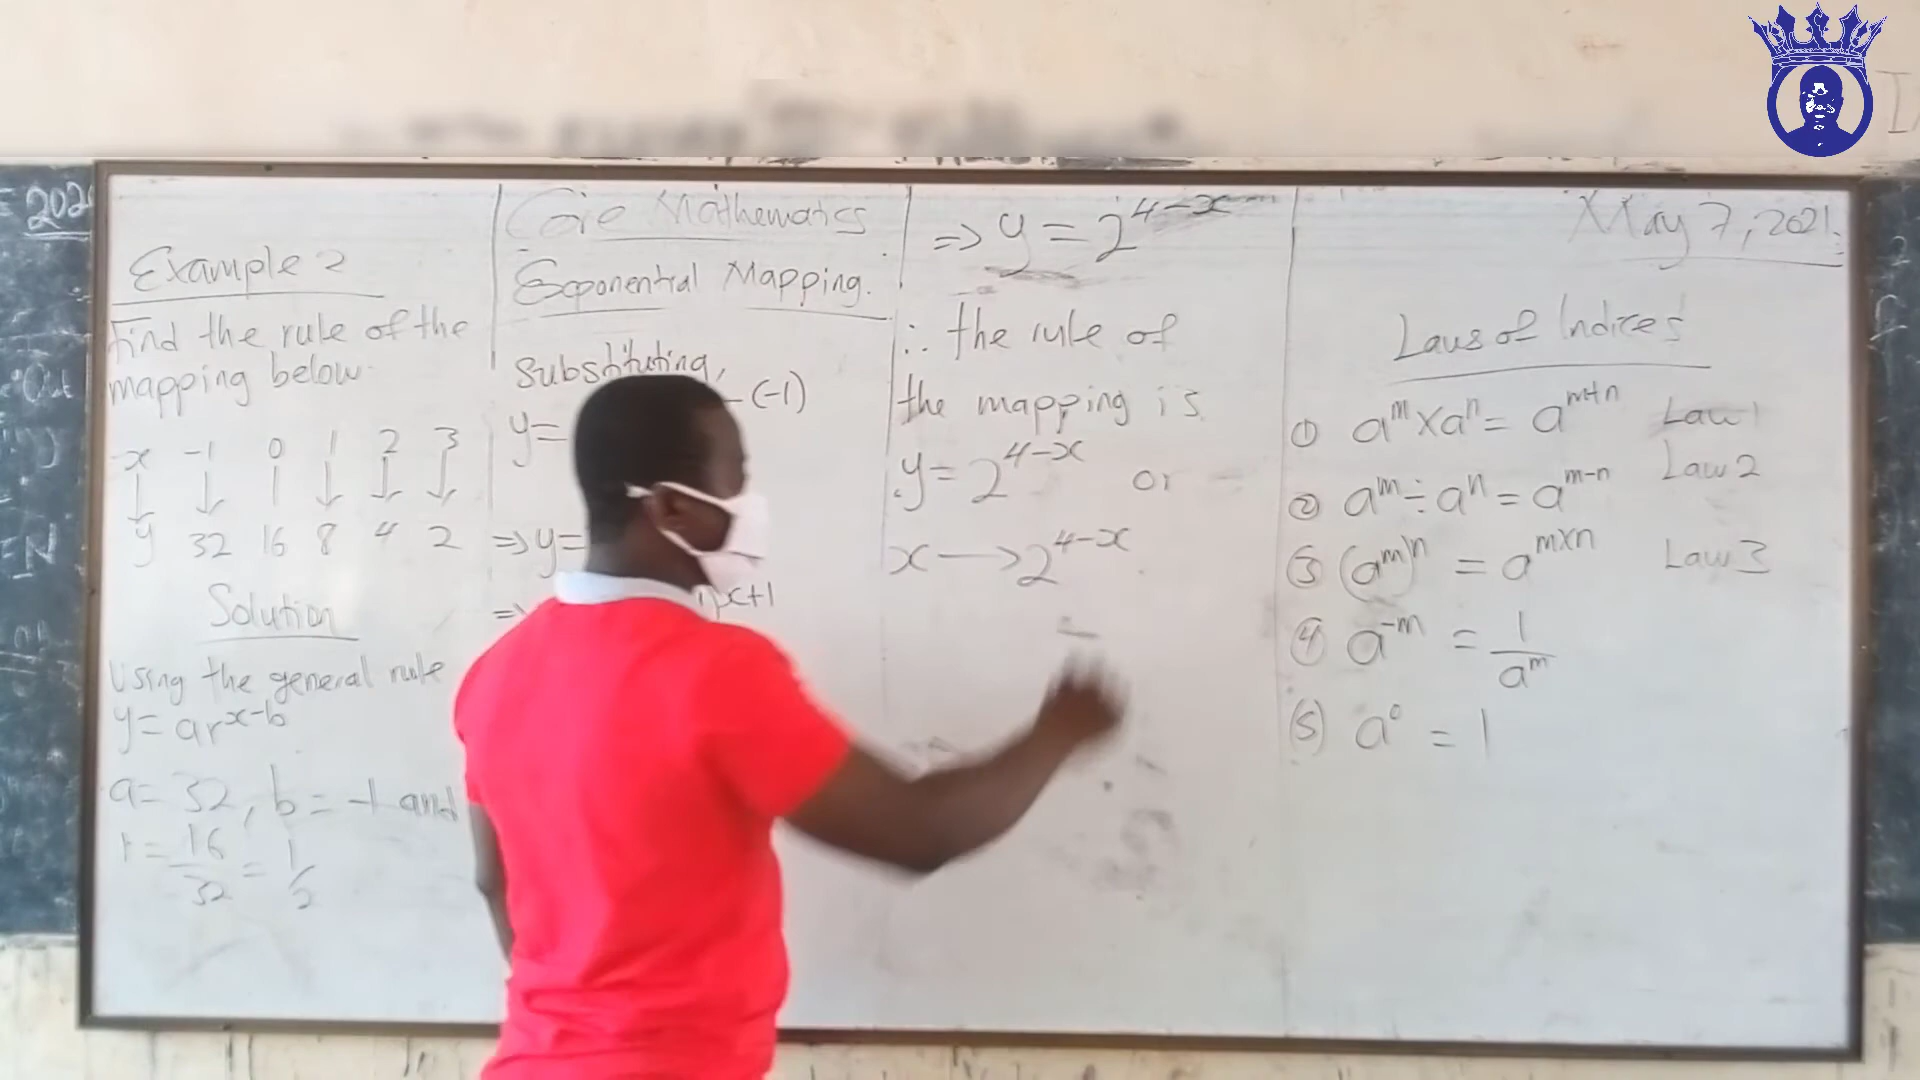 2020
Core Mathematics
May 7, 2021.
Exponential Mapping.
Example 2
Find the rule of the
mapping below.
x -1 0 1 2 3
↓ ↓ | ↓ ↓ ↓
y 32 16 8 4 2
Solution
Using the general rule
y = ar^{x-b}
a = 32, b = -1 and
r = 16/32 = 1/2
Substituting,
y= -(-1)
⇒ y=
⇒ x+1
⇒ y = 2^{4-x}
∴ the rule of
the mapping is
y = 2^{4-x} or
x → 2^{4-x}
Laws of Indices
① a^m × a^n = a^{m+n} Law 1
② a^m ÷ a^n = a^{m-n} Law 2
③ (a^m)^n = a^{m×n} Law 3
④ a^{-m} = 1/a^m
⑤ a^0 = 1